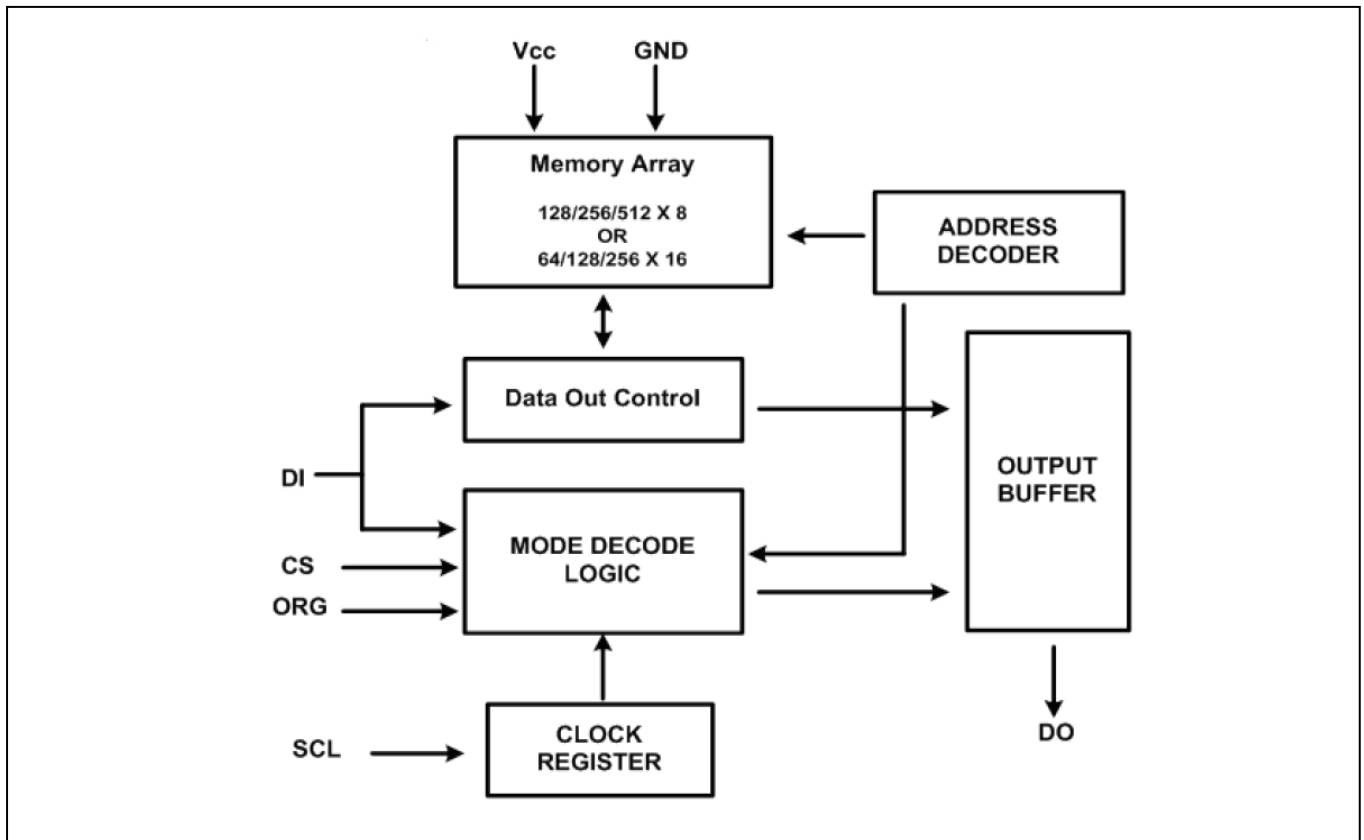 Vcc
GND
Memory Array
128/256/512 X 8
OR
64/128/256 X 16
ADDRESS
DECODER
Data Out Control
DI
OUTPUT
BUFFER
MODE DECODE
LOGIC
CS
ORG
CLOCK
REGISTER
SCL
DO